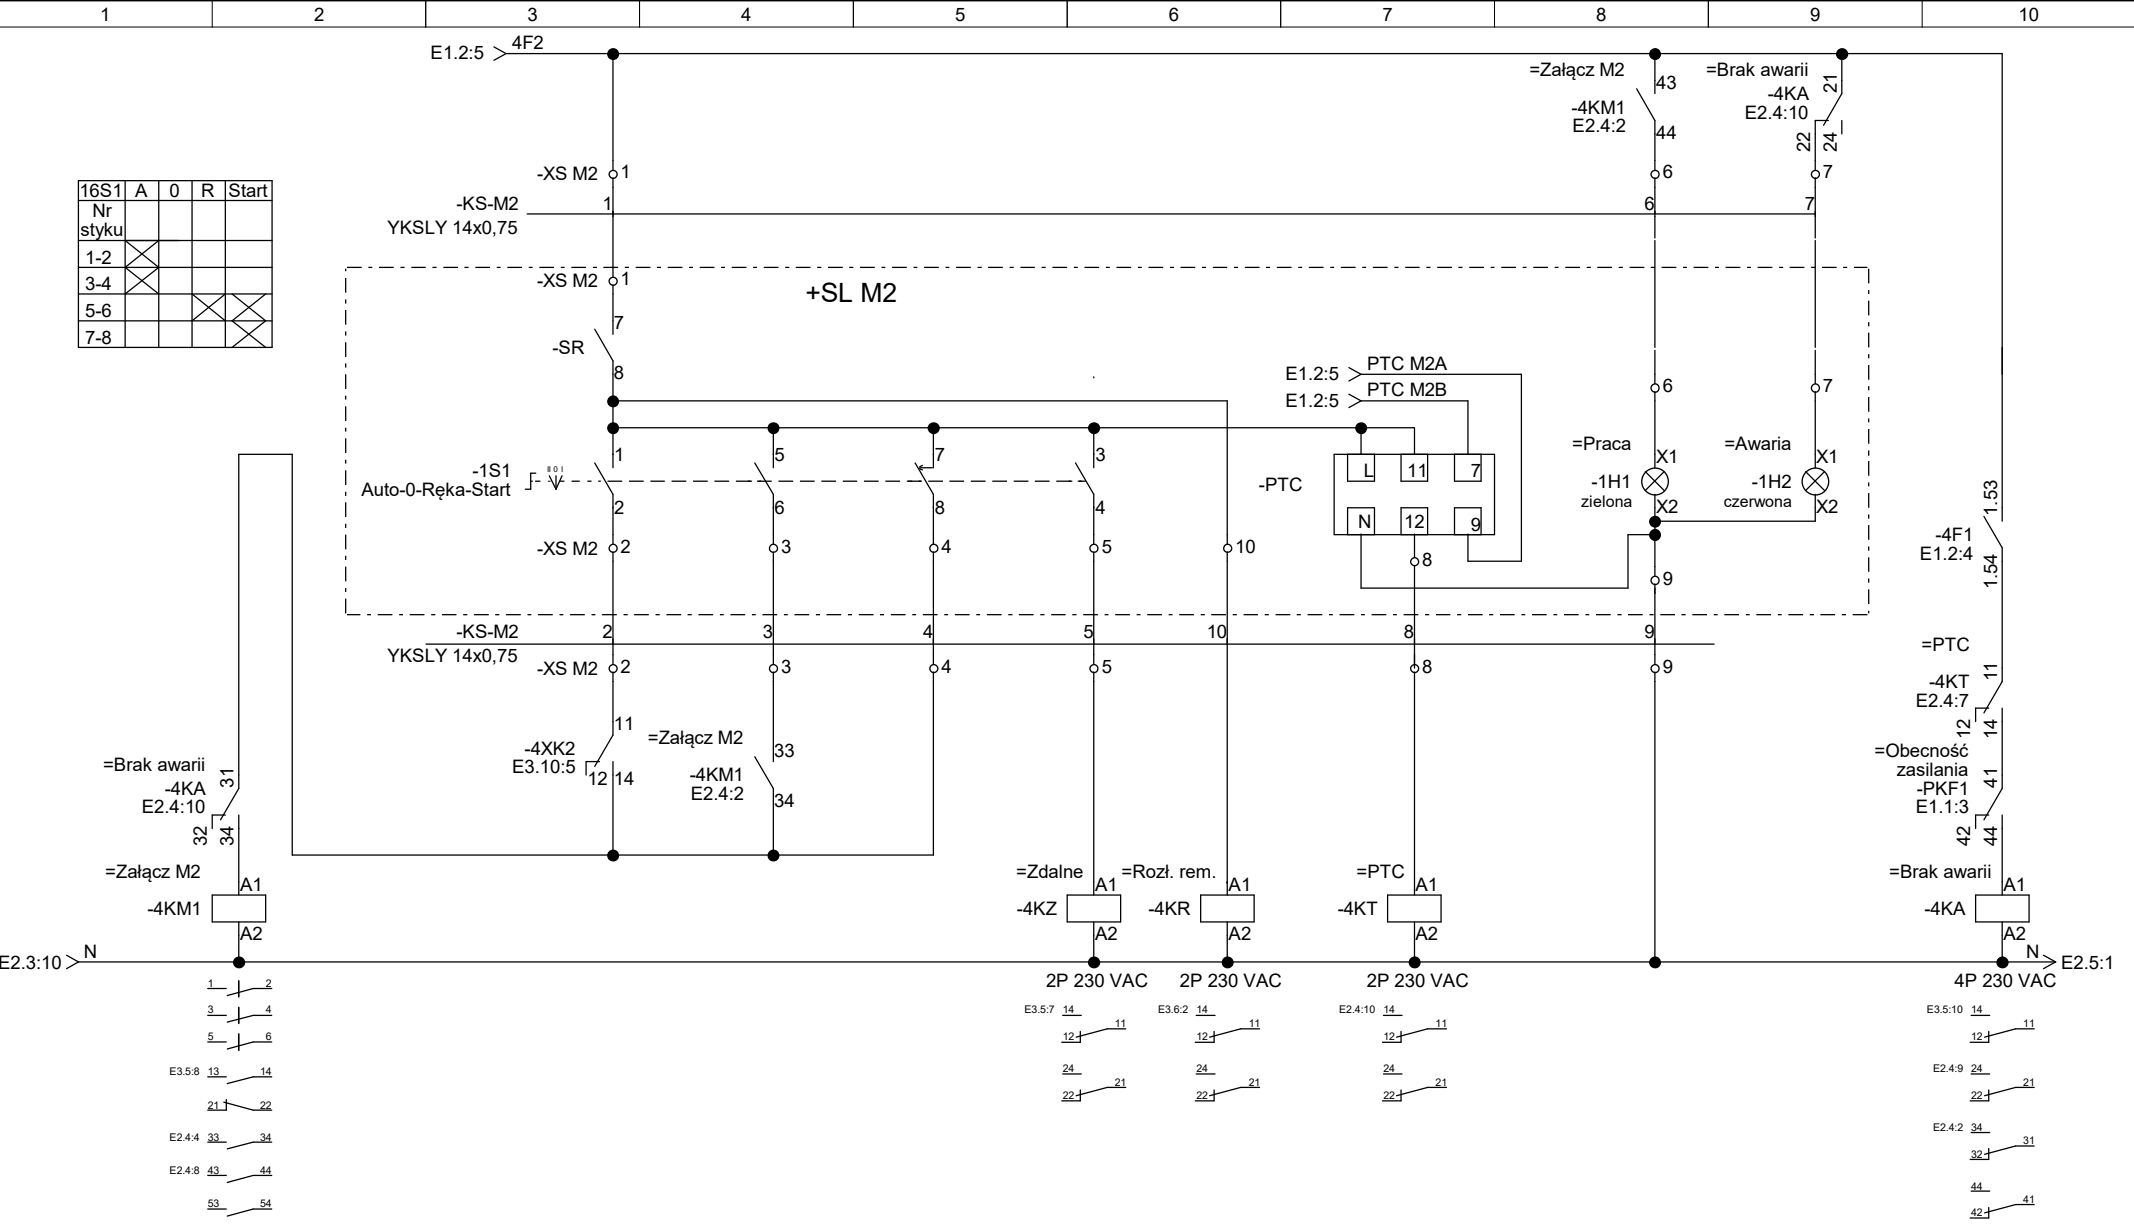 1 2 3 4 5 6 7 8 9 10
E1.2:5 4F2
=Załącz M2 43
-4KM1
E2.4:2 44
=Brak awarii 21
-4KA
E2.4:10
22 24
-XS M2 1 6 7
-KS-M2 1 6 7
YKSLY 14x0,75
16S1 A 0 R Start
Nr
styku
1-2
3-4
5-6
7-8
-XS M2 1
+SL M2
7
-SR
8
E1.2:5 PTC M2A
E1.2:5 PTC M2B
6 7
=Praca X1
-1H1
zielona X2
=Awaria X1
-1H2
czerwona X2
1 5 7 3
-1S1
II 0 I
Auto-0-Ręka-Start
2 6 8 4
-PTC
L 11 7
N 12 9
-XS M2 2 3 4 5 10 8 9
1.53
-4F1
E1.2:4
1.54
-KS-M2 2 3 4 5 10 8 9
YKSLY 14x0,75
-XS M2 2 3 4 5 8 9
=PTC
11
-4KT
E2.4:7
12 14
=Obecność
zasilania 41
-PKF1
E1.1:3
42 44
11
-4XK2
E3.10:5
12 14
=Załącz M2 33
-4KM1
E2.4:2 34
=Brak awarii 31
-4KA
E2.4:10
32 34
=Załącz M2 A1
-4KM1
A2
=Zdalne A1
-4KZ
A2
=Rozł. rem. A1
-4KR
A2
=PTC A1
-4KT
A2
=Brak awarii A1
-4KA
A2
E2.3:10 N N E2.5:1
2P 230 VAC 2P 230 VAC 2P 230 VAC 4P 230 VAC
1 2
3 4
5 6
E3.5:8 13 14
21 22
E2.4:4 33 34
E2.4:8 43 44
53 54
E3.5:7 14
12 11
24
22 21
E3.6:2 14
12 11
24
22 21
E2.4:10 14
12 11
24
22 21
E3.5:10 14
12 11
E2.4:9 24
22 21
E2.4:2 34
32 31
44
42 41